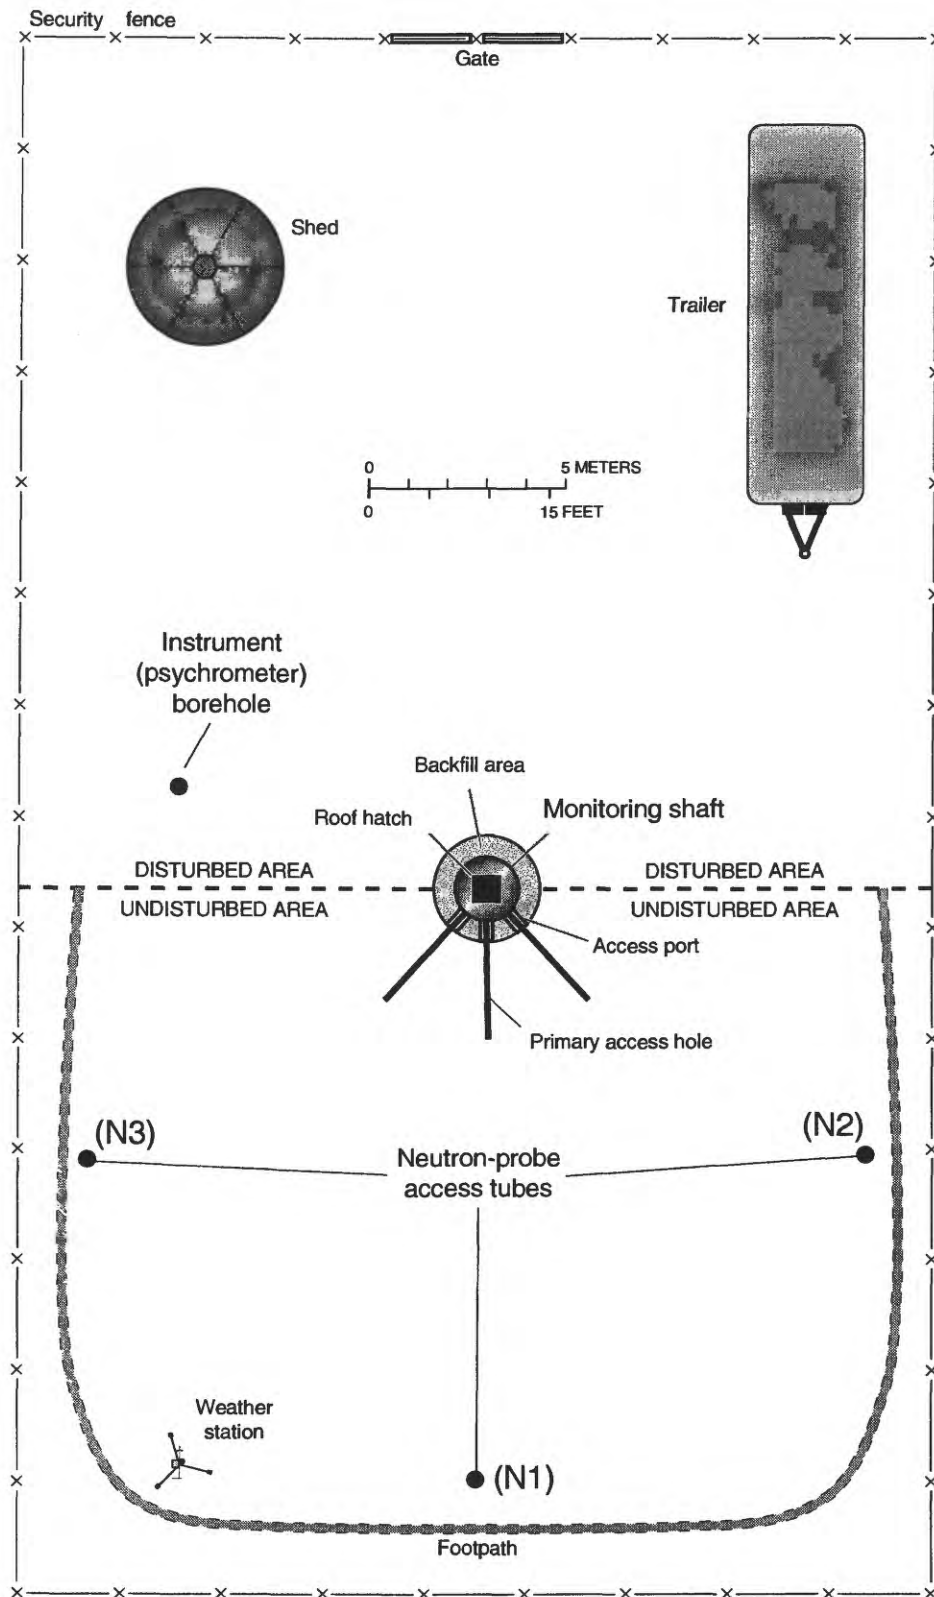 Security fence
Gate
Shed
Trailer
0 5 METERS
0 15 FEET
Instrument
(psychrometer)
borehole
Backfill area
Roof hatch
Monitoring shaft
DISTURBED AREA
DISTURBED AREA
UNDISTURBED AREA
UNDISTURBED AREA
Access port
Primary access hole
(N3)
(N2)
Neutron-probe
access tubes
Weather
station
(N1)
Footpath